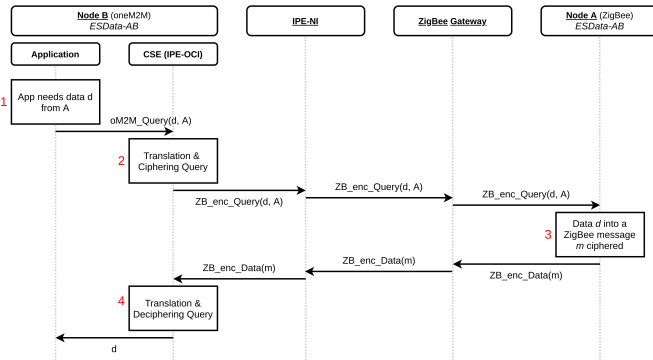 Node B (oneM2M)
ESData-AB
IPE-NI
ZigBee Gateway
Node A (ZigBee)
ESData-AB
Application
CSE (IPE-OCI)
1
App needs data d
from A
oM2M_Query(d, A)
2
Translation &
Ciphering Query
ZB_enc_Query(d, A)
ZB_enc_Query(d, A)
ZB_enc_Query(d, A)
3
Data d into a
ZigBee message
m ciphered
ZB_enc_Data(m)
ZB_enc_Data(m)
ZB_enc_Data(m)
4
Translation &
Deciphering Query
d